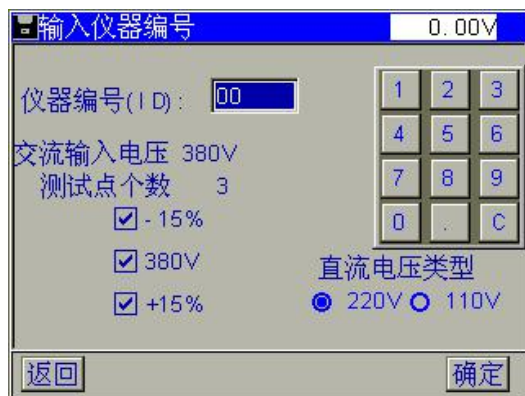 输入仪器编号 0.00V
仪器编号(ID): 00
1 2 3
4 5 6
7 8 9
0 . C
交流输入电压 380V
测试点个数 3
-15%
380V
+15%
直流电压类型
220V 110V
返回 确定